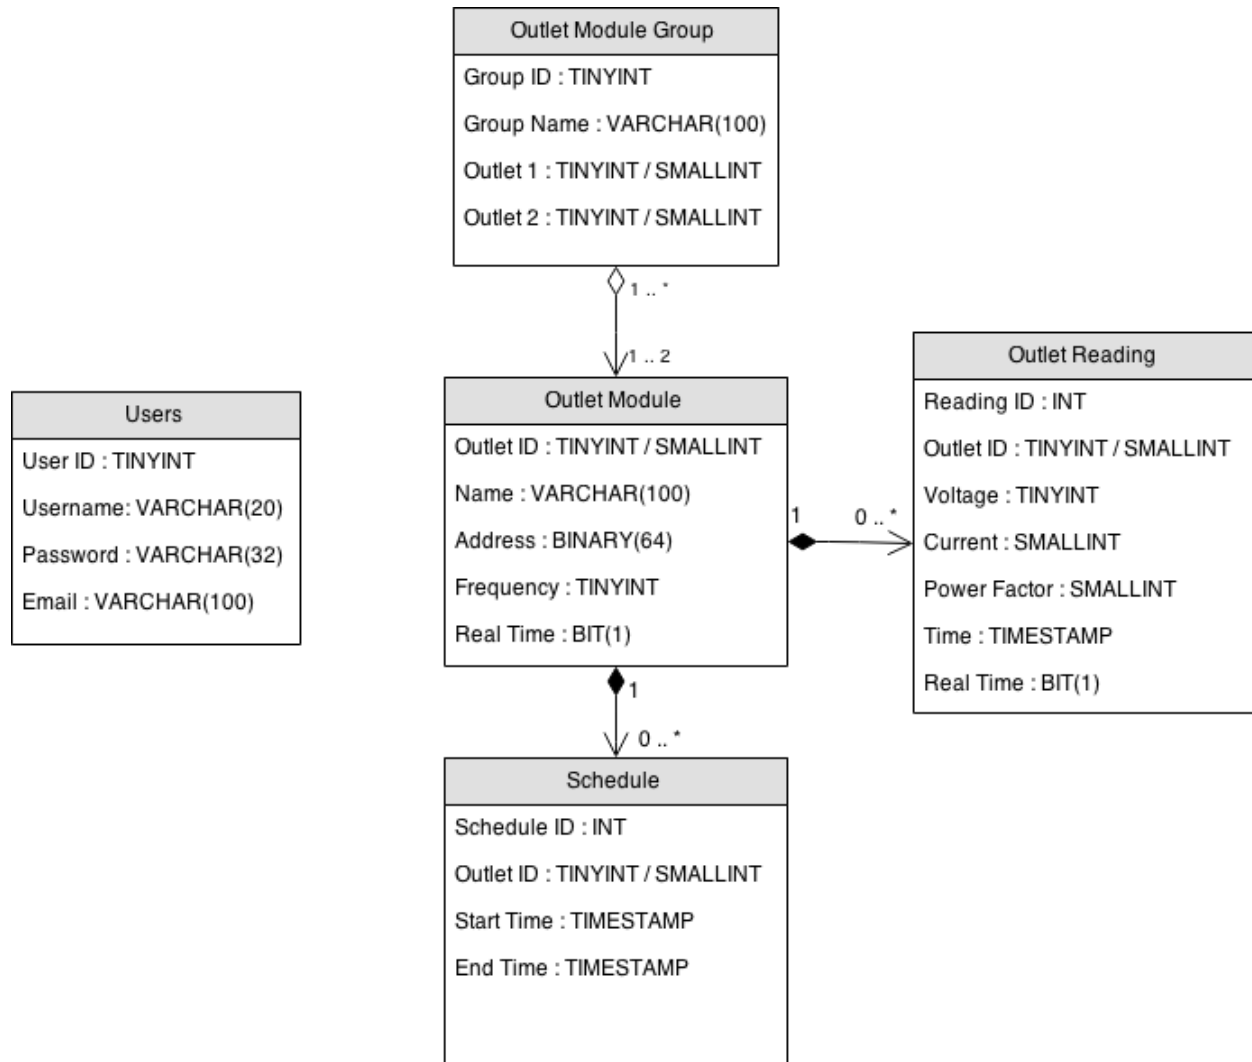 Outlet Module Group
Group ID : TINYINT
Group Name : VARCHAR(100)
Outlet 1 : TINYINT / SMALLINT
Outlet 2 : TINYINT / SMALLINT
1 .. *
1 .. 2
Users
User ID : TINYINT
Username: VARCHAR(20)
Password : VARCHAR(32)
Email : VARCHAR(100)
Outlet Module
Outlet ID : TINYINT / SMALLINT
Name : VARCHAR(100)
Address : BINARY(64)
Frequency : TINYINT
Real Time : BIT(1)
1
0 .. *
Outlet Reading
Reading ID : INT
Outlet ID : TINYINT / SMALLINT
Voltage : TINYINT
Current : SMALLINT
Power Factor : SMALLINT
Time : TIMESTAMP
Real Time : BIT(1)
1
0 .. *
Schedule
Schedule ID : INT
Outlet ID : TINYINT / SMALLINT
Start Time : TIMESTAMP
End Time : TIMESTAMP